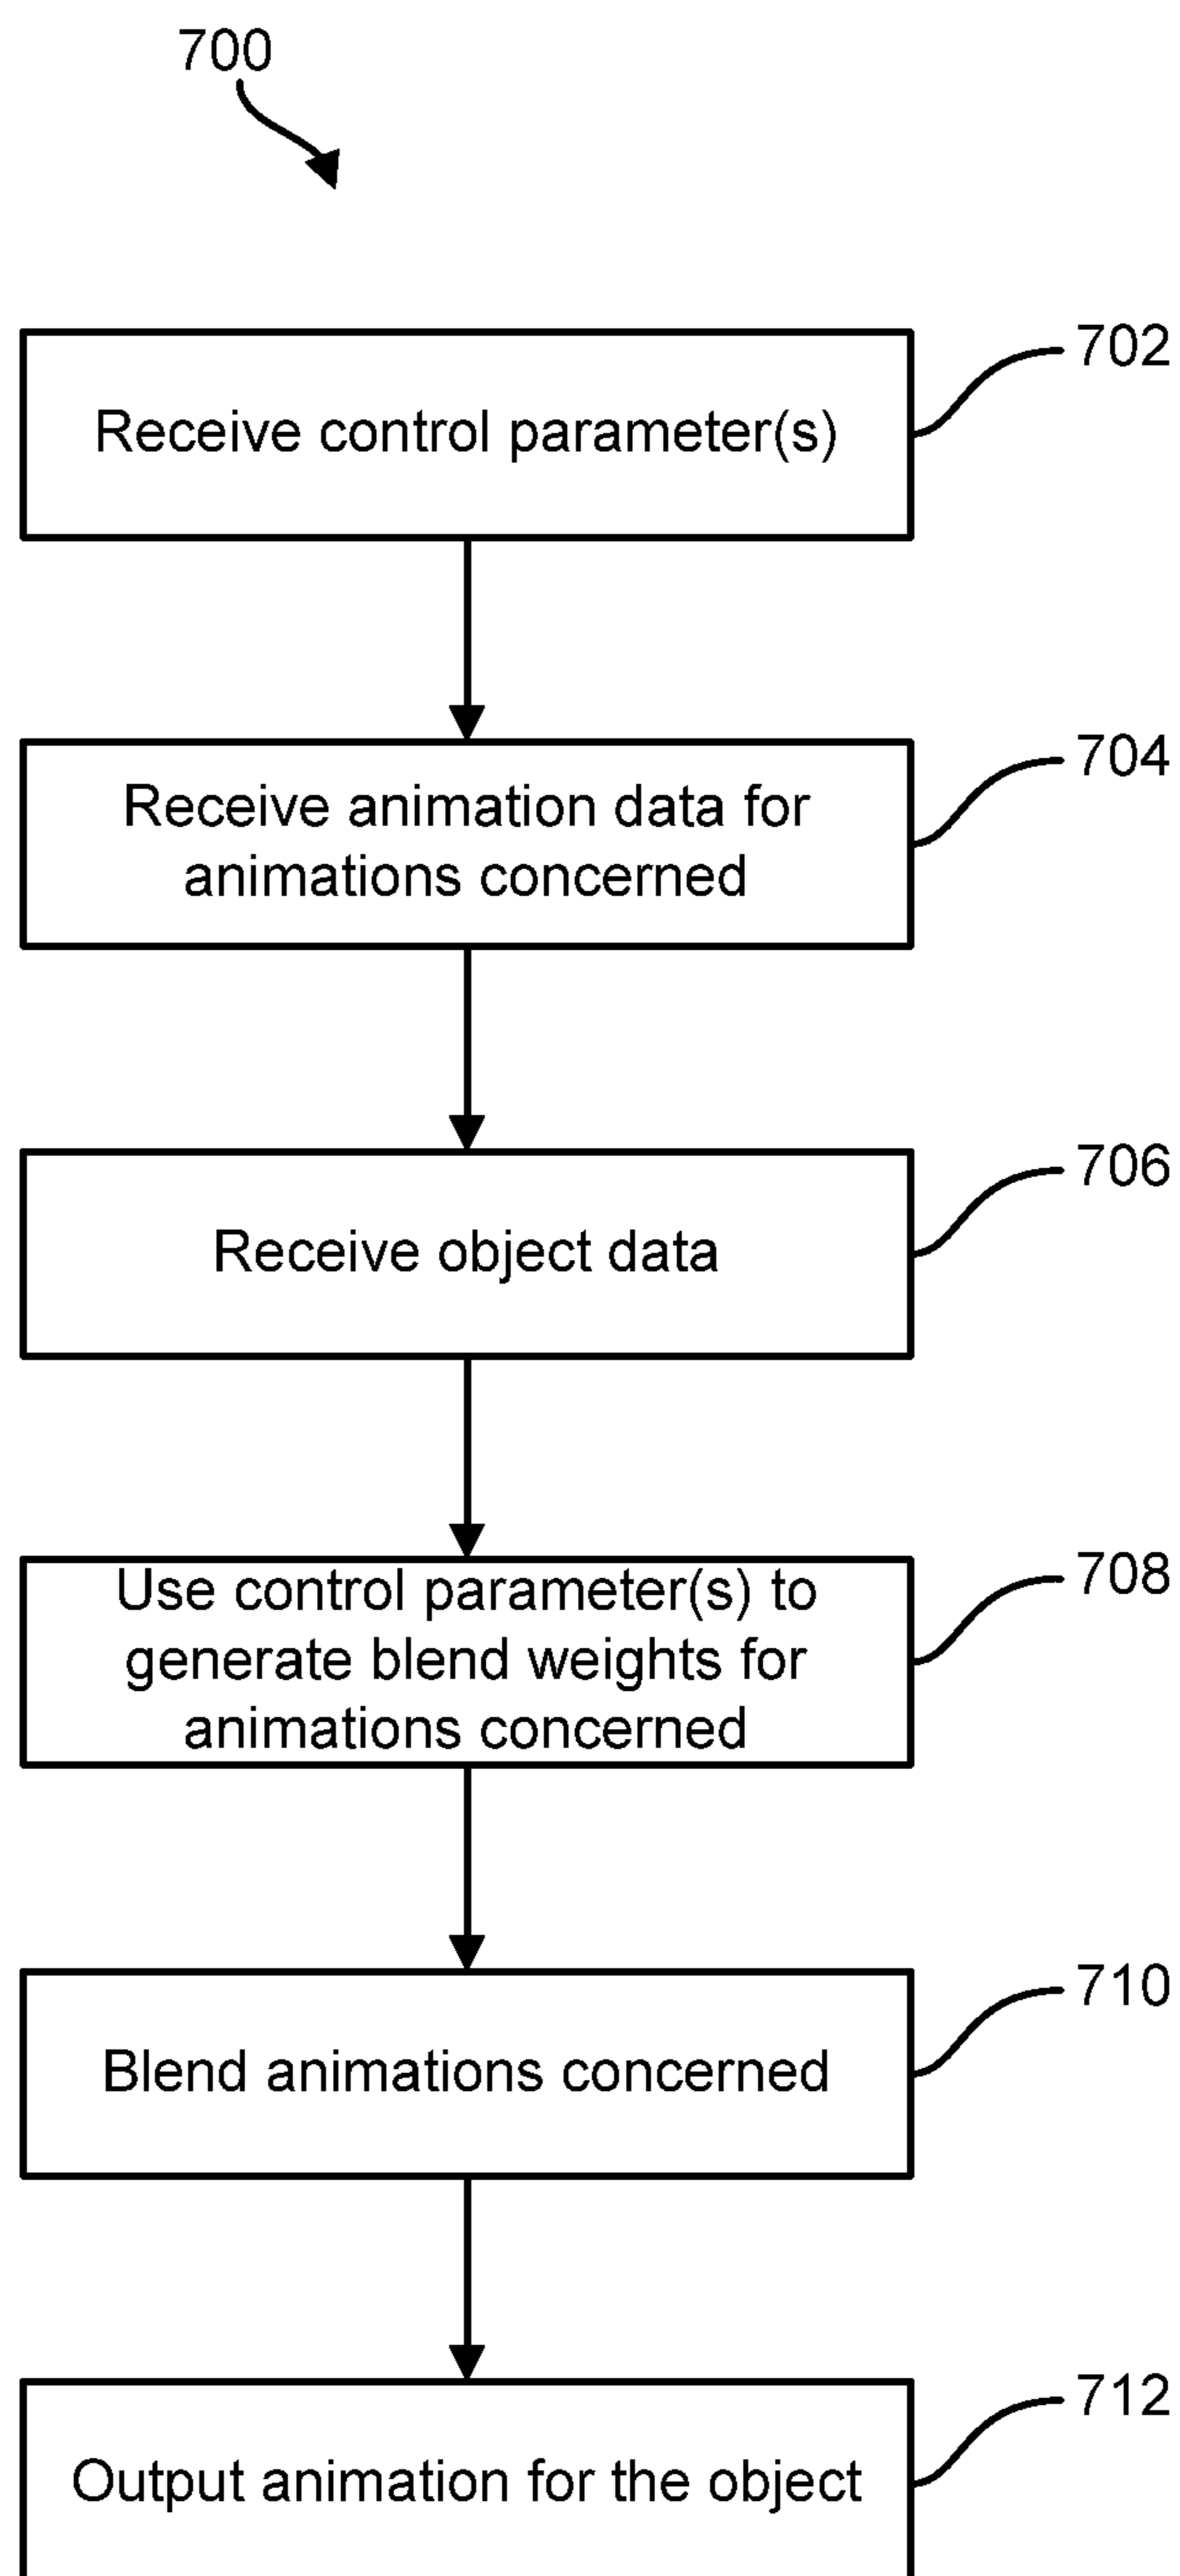 700
702
Receive control parameter(s)
704
Receive animation data for
animations concerned
706
Receive object data
708
Use control parameter(s) to
generate blend weights for
animations concerned
710
Blend animations concerned
712
Output animation for the object